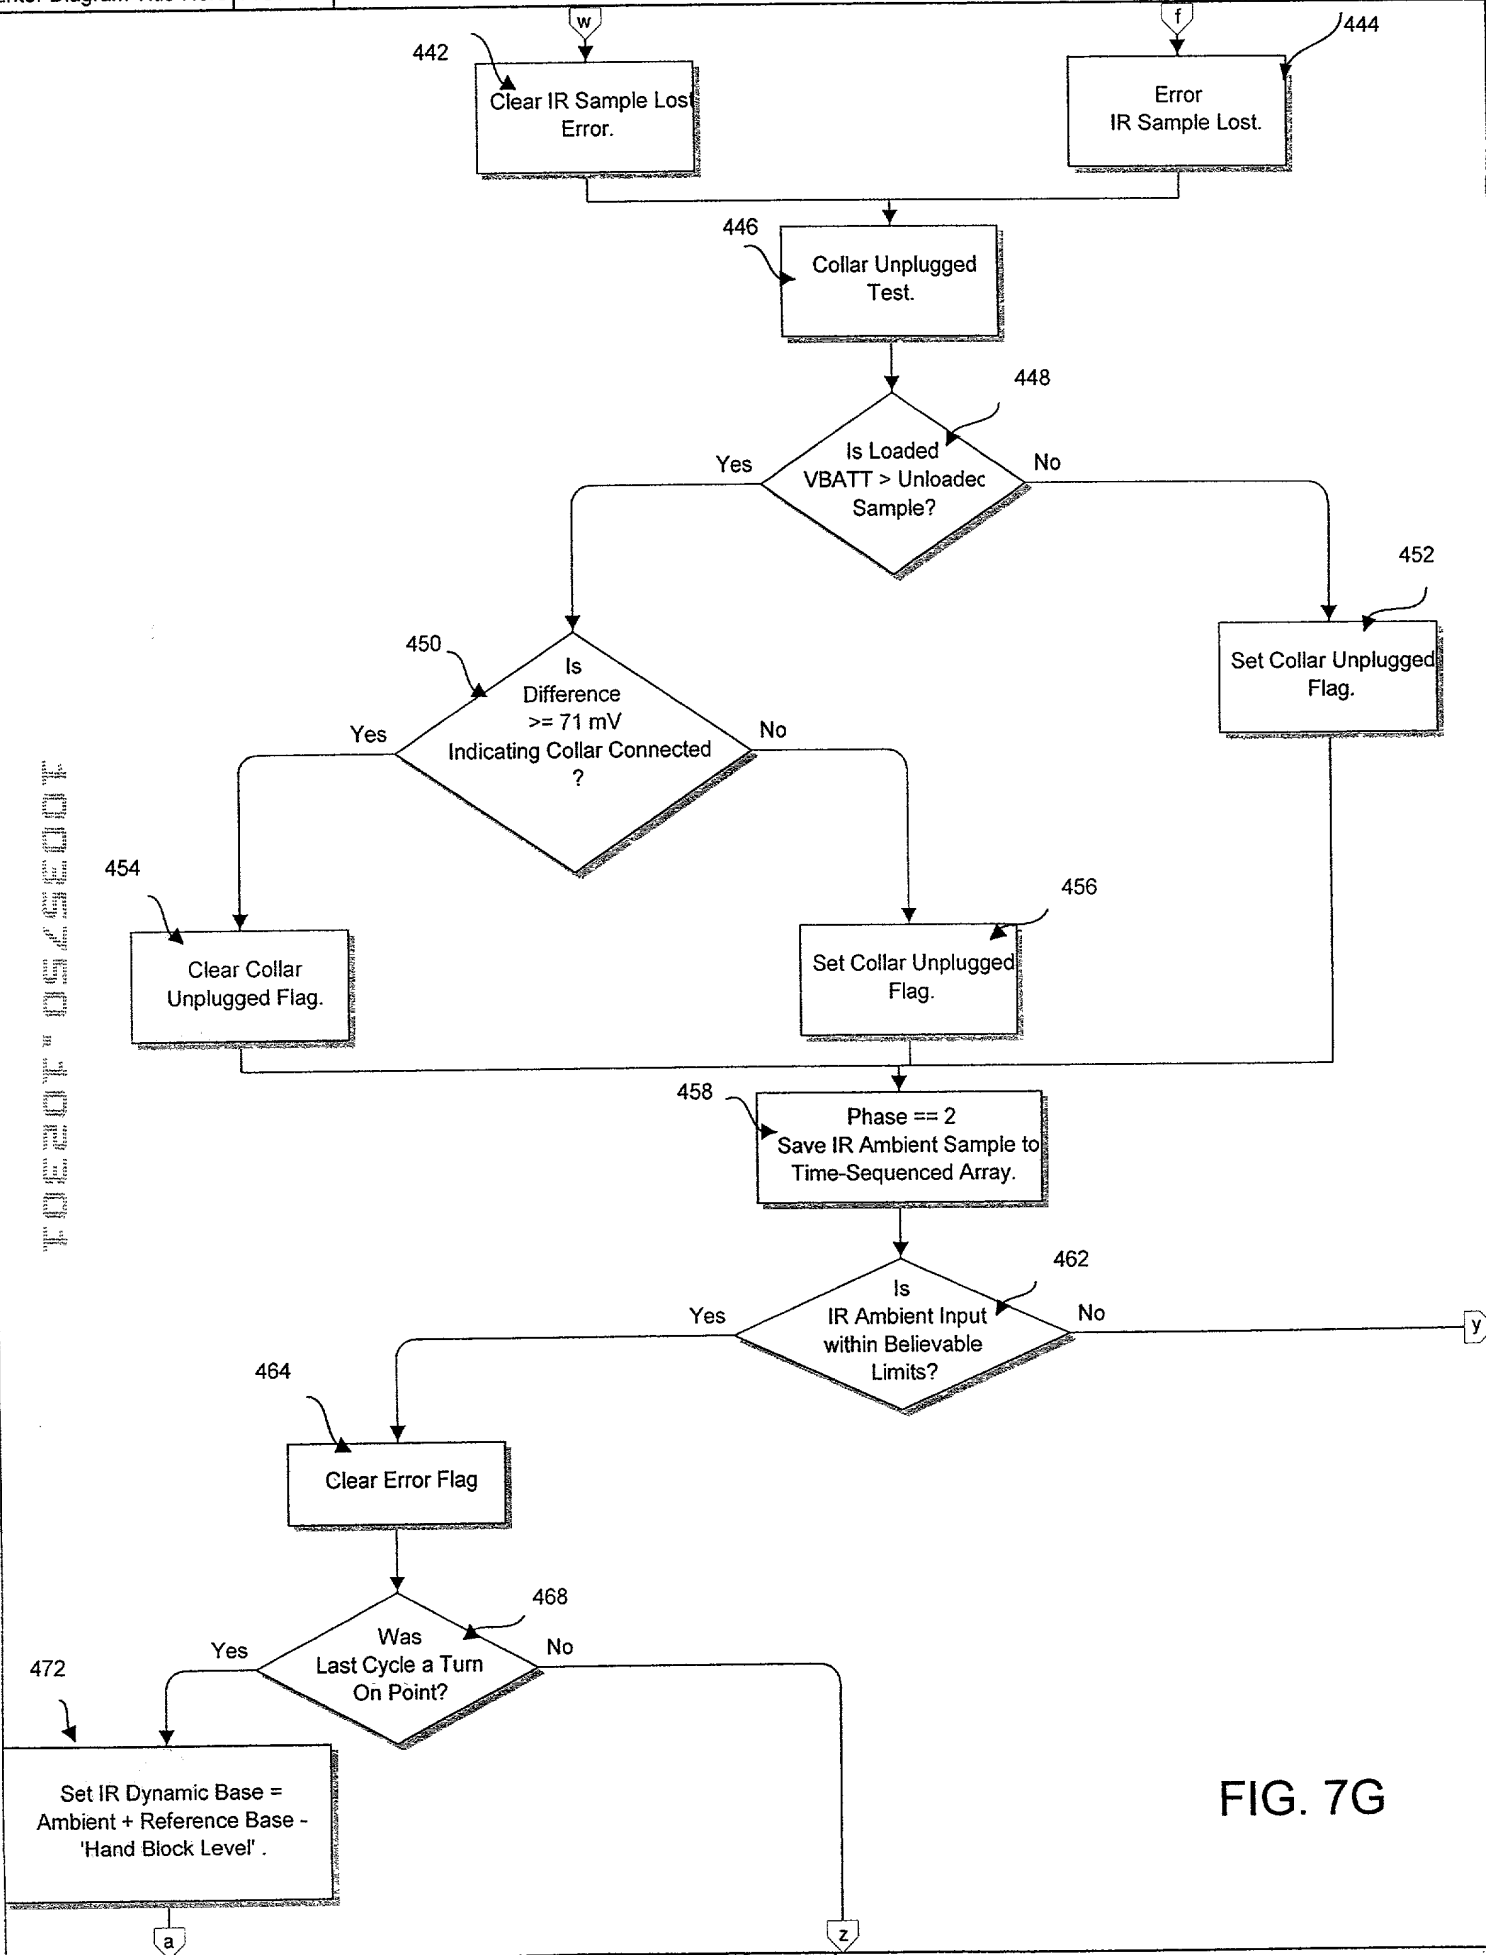 w
f
442
444
Clear IR Sample Lost
Error.
Error
IR Sample Lost.
446
Collar Unplugged
Test.
448
Is Loaded
VBATT > Unloaded
Sample?
Yes
No
452
Set Collar Unplugged
Flag.
450
Is
Difference
>= 71 mV
Indicating Collar Connected
?
Yes
No
454
Clear Collar
Unplugged Flag.
456
Set Collar Unplugged
Flag.
458
Phase == 2
Save IR Ambient Sample to
Time-Sequenced Array.
462
Is
IR Ambient Input
within Believable
Limits?
Yes
No
y
464
Clear Error Flag
468
Was
Last Cycle a Turn
On Point?
Yes
No
472
Set IR Dynamic Base =
Ambient + Reference Base -
'Hand Block Level' .
a
z
FIG. 7G
10035750.102301